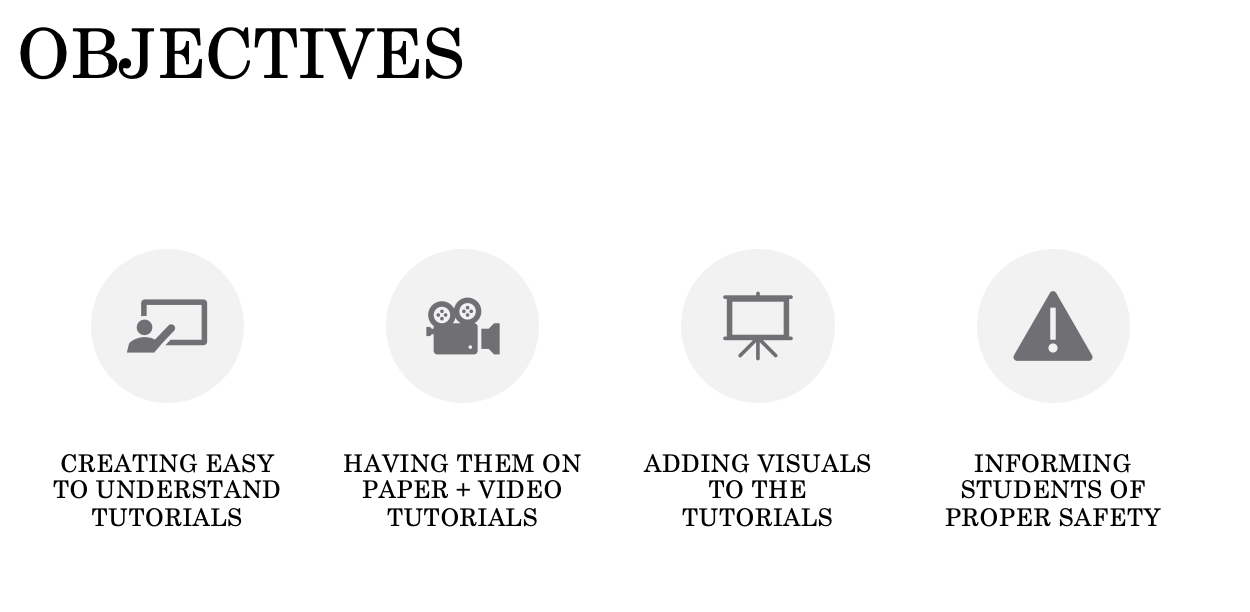 OBJECTIVES
CREATING EASY
TO UNDERSTAND
TUTORIALS
HAVING THEM ON
PAPER + VIDEO
TUTORIALS
ADDING VISUALS
TO THE
TUTORIALS
INFORMING
STUDENTS OF
PROPER SAFETY